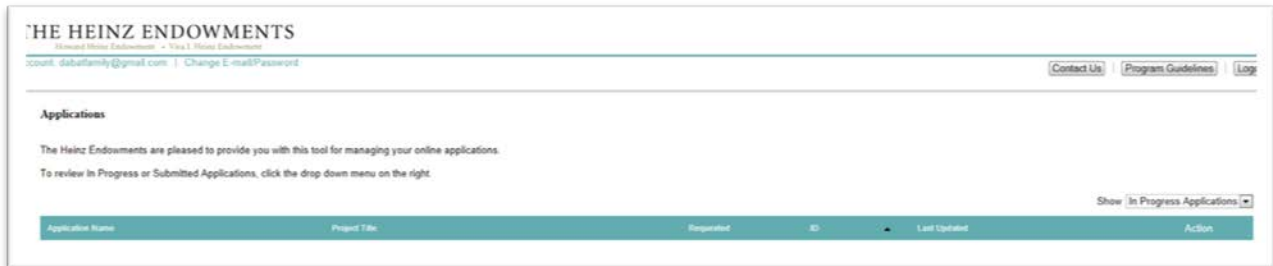 THE HEINZ ENDOWMENTS
Howard Heinz Endowment • Vira I. Heinz Endowment
ccount: dabatfamily@gmail.com | Change E-mail/Password
Contact Us | Program Guidelines | Logo
Applications
The Heinz Endowments are pleased to provide you with this tool for managing your online applications.
To review In Progress or Submitted Applications, click the drop down menu on the right.
Show In Progress Applications
Application Name Project Title Requested ID Last Updated Action